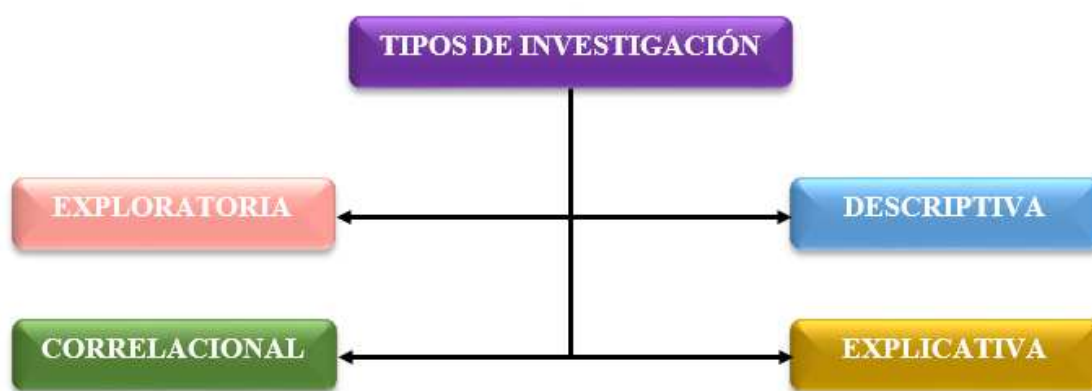 TIPOS DE INVESTIGACIÓN
EXPLORATORIA
DESCRIPTIVA
CORRELACIONAL
EXPLICATIVA